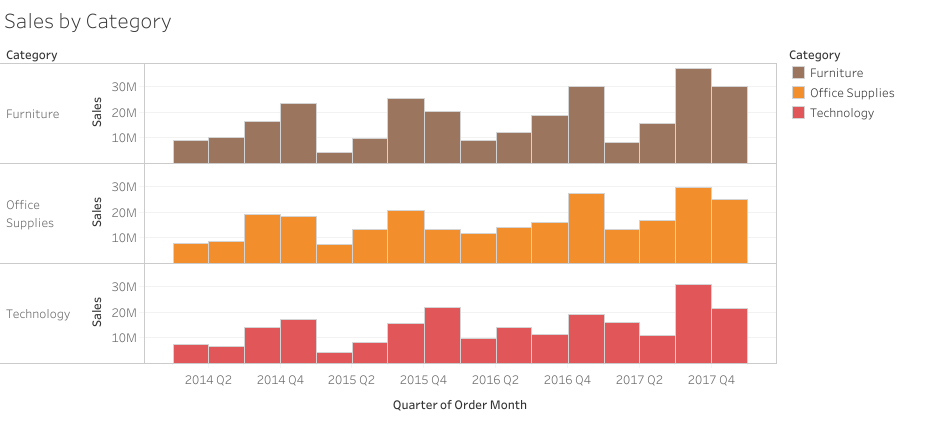 Sales by Category
Category
Furniture
Sales
30M
20M
10M
Office
Supplies
Sales
30M
20M
10M
Technology
Sales
30M
20M
10M
2014 Q2
2014 Q4
2015 Q2
2015 Q4
2016 Q2
2016 Q4
2017 Q2
2017 Q4
Quarter of Order Month
Category
Furniture
Office Supplies
Technology